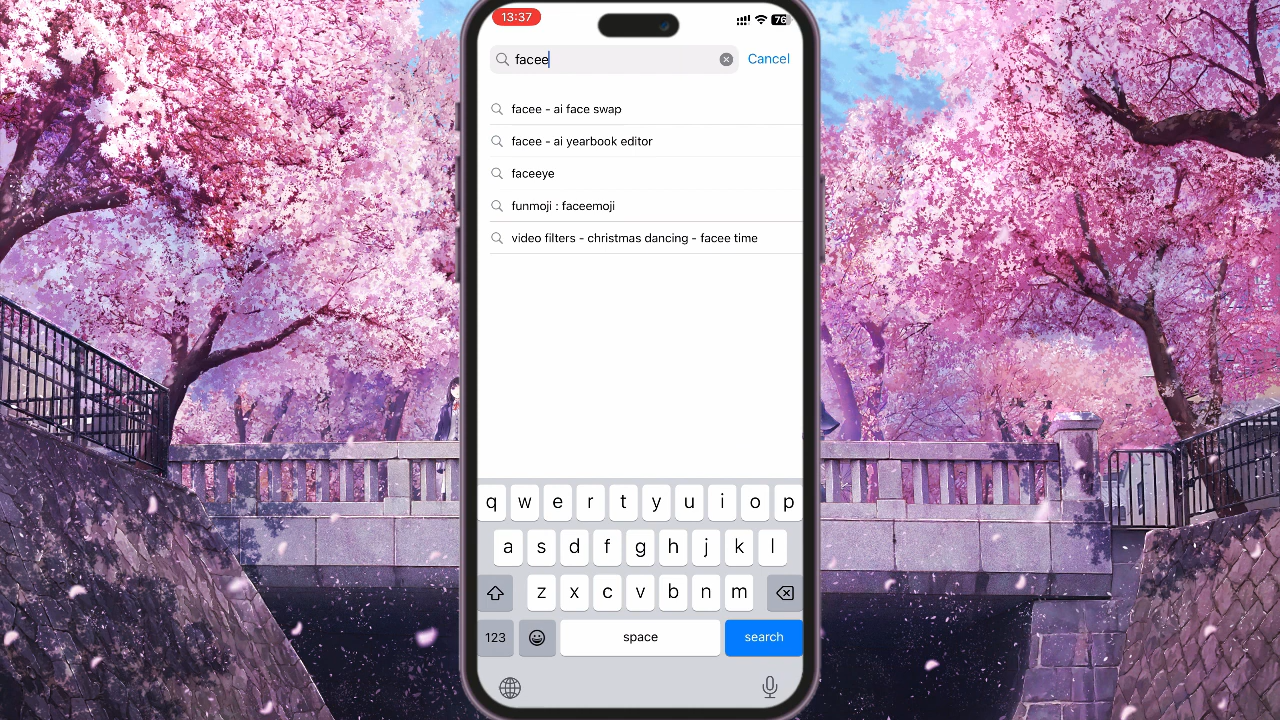 13:37
76
facee
Cancel
facee - ai face swap
facee - ai yearbook editor
faceeye
funmoji : faceemoji
video filters - christmas dancing - facee time
q w e r t y u i o p
a s d f g h j k l
z x c v b n m
123
space
search